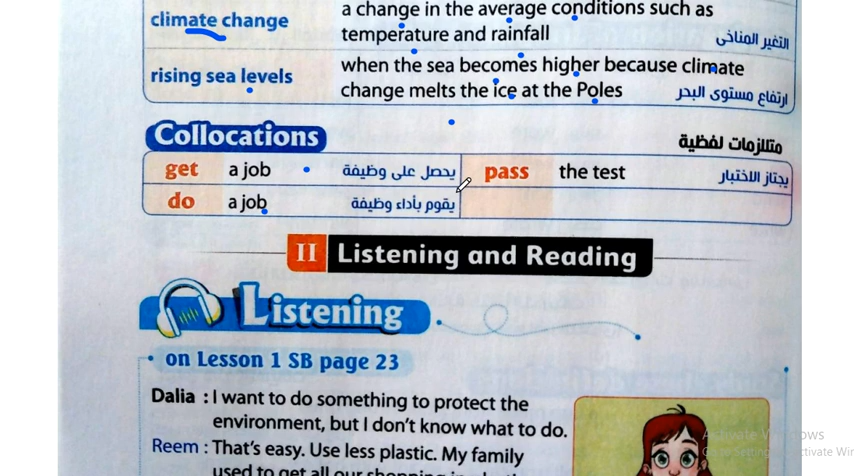 a change in the average conditions such as
climate change
temperature and rainfall
التغير المناخى
when the sea becomes higher because climate
rising sea levels
change melts the ice at the Poles
ارتفاع مستوى البحر
Collocations
متلازمات لفظية
get a job يحصل على وظيفة pass the test يجتاز الاختبار
do a job يقوم بأداء وظيفة
II Listening and Reading
Listening
on Lesson 1 SB page 23
Dalia : I want to do something to protect the
environment, but I don't know what to do.
Reem : That's easy. Use less plastic. My family
used to get all our shopping in
Activate Windows
Go to Settings to activate Wir